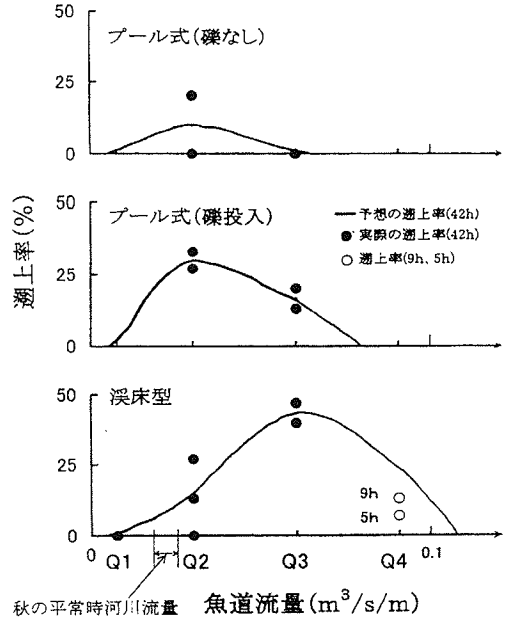 50
プール式(礫なし)
25
0
遡上率(%)
50
プール式(礫投入)
予想の遡上率(42h)
実際の遡上率(42h)
遡上率(9h、5h)
25
0
50
渓床型
25
9h
5h
0
0
Q1
Q2
Q3
Q4
0.1
秋の平常時河川流量
魚道流量(m³/s/m)